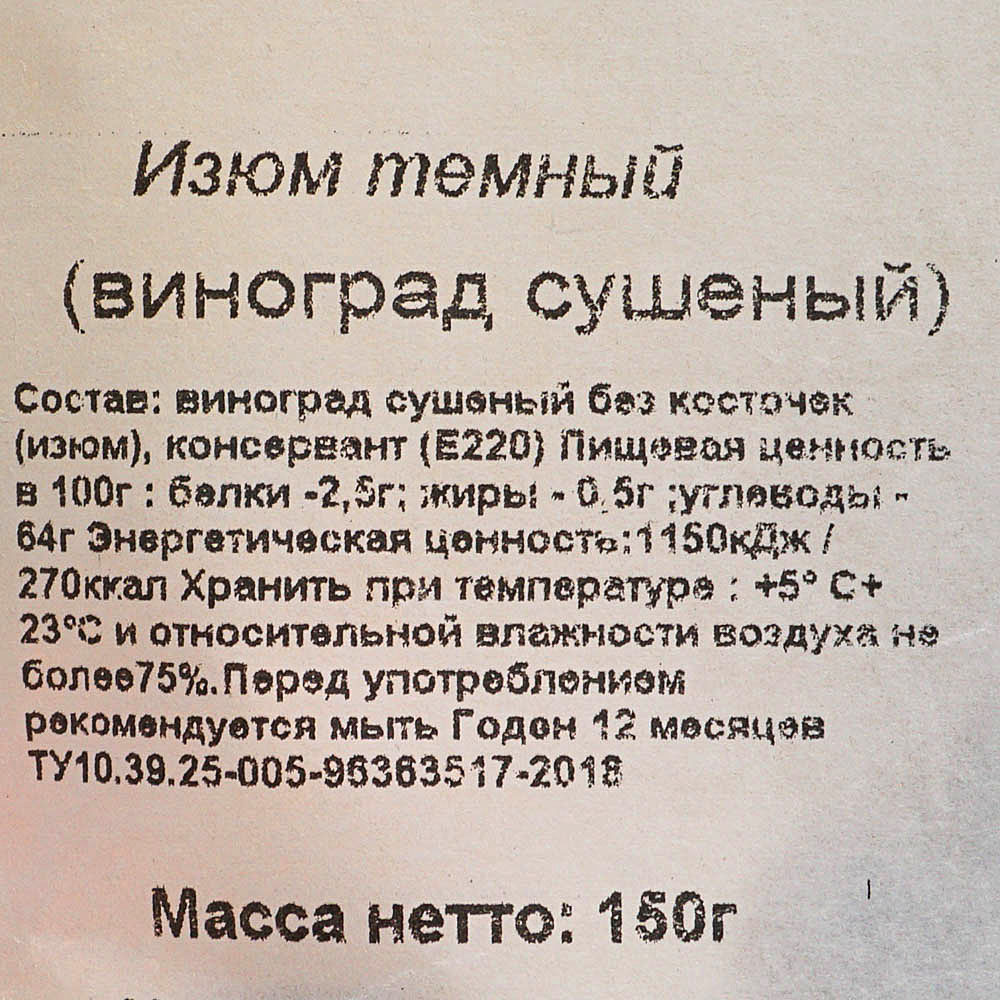 Изюм темный
(виноград сушеный)
Состав: виноград сушеный без косточек
(изюм), консервант (Е220) Пищевая ценность
в 100г : белки -2,5г; жиры - 0,5г ;углеводы -
64г Энергетическая ценность:1150кДж /
270ккал Хранить при температуре : +5° С+
23°С и относительной влажности воздуха не
более75%.Перед употреблением
рекомендуется мыть Годен 12 месяцев
ТУ10.39.25-005-96363517-2018
Масса нетто: 150г